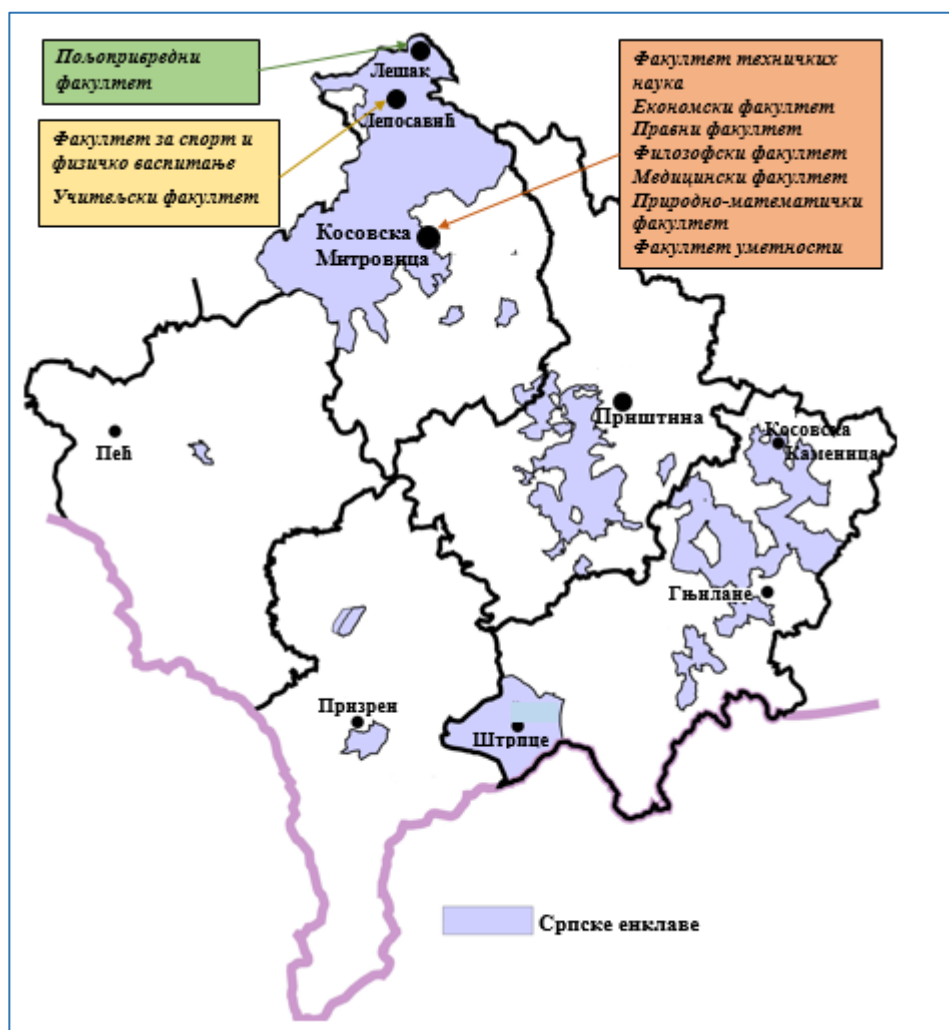 Пољопривредни
факултет
Факултет за спорт и
физичко васпитање
Учитељски факултет
Факултет техничких
наука
Економски факултет
Правни факултет
Филозофски факултет
Медицински факултет
Природно-математички
факултет
Факултет уметности
Лешак
Лепосавић
Косовска
Митровица
Приштина
Косовска
Каменица
Пећ
Гњилане
Призрен
Штрпце
Српске енклаве